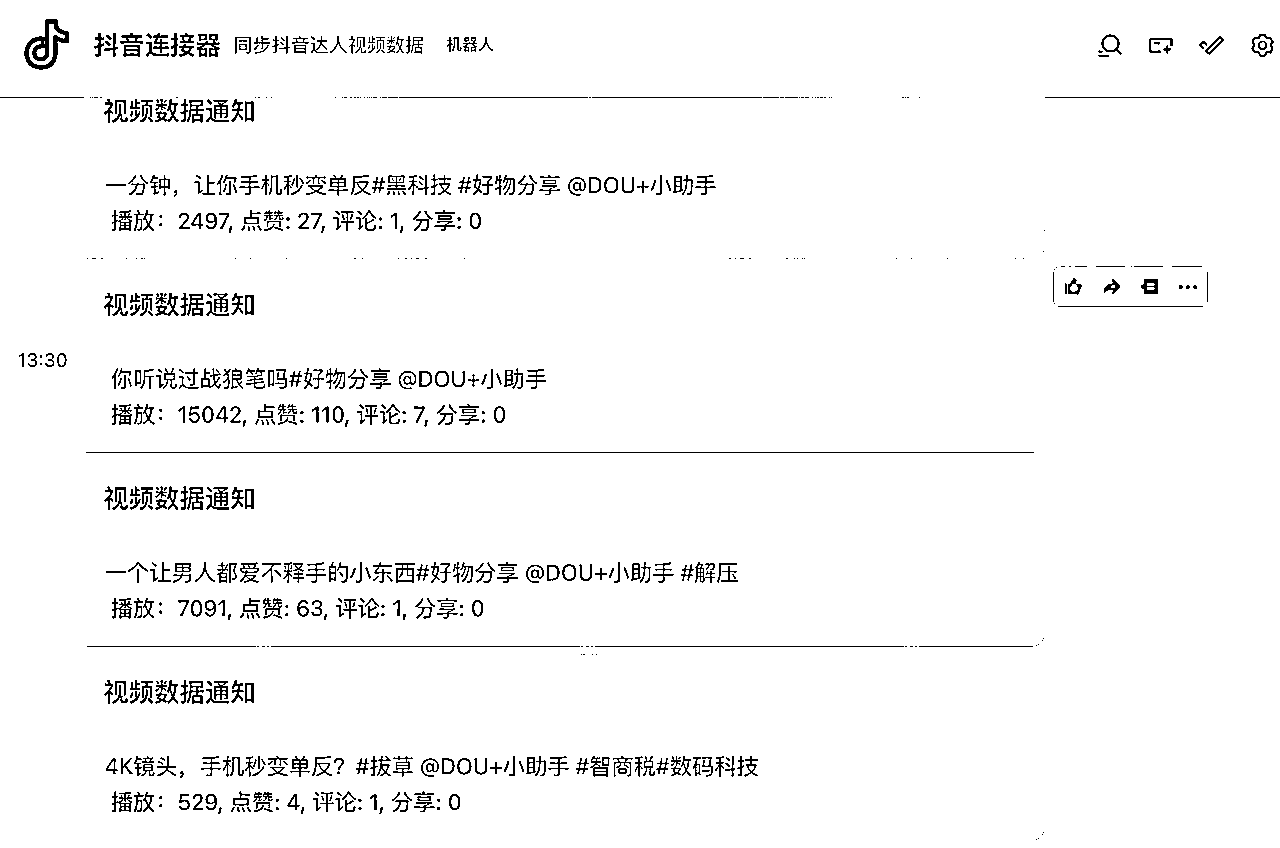 抖音连接器 同步抖音达人视频数据 机器人
视频数据通知
一分钟，让你手机秒变单反#黑科技 #好物分享 @DOU+小助手
播放：2497, 点赞: 27, 评论: 1, 分享: 0
视频数据通知
13:30
你听说过战狼笔吗#好物分享 @DOU+小助手
播放：15042, 点赞: 110, 评论: 7, 分享: 0
视频数据通知
一个让男人都爱不释手的小东西#好物分享 @DOU+小助手 #解压
播放：7091, 点赞: 63, 评论: 1, 分享: 0
视频数据通知
4K镜头，手机秒变单反？#拔草 @DOU+小助手 #智商税#数码科技
播放：529, 点赞: 4, 评论: 1, 分享: 0